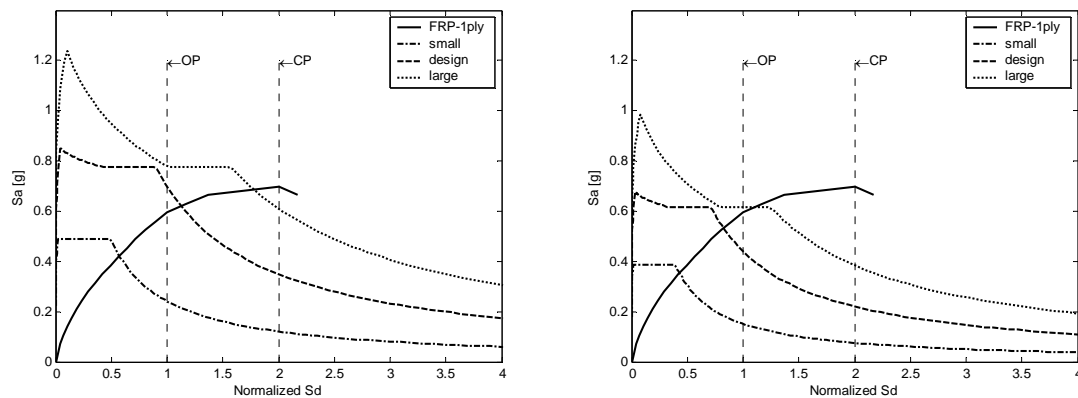 Sa [g]
1.2
1
0.8
0.6
0.4
0.2
0
0 0.5 1 1.5 2 2.5 3 3.5 4
Normalized Sd
←OP
←CP
FRP-1ply
small
design
large
Sa [g]
1.2
1
0.8
0.6
0.4
0.2
0
0 0.5 1 1.5 2 2.5 3 3.5 4
Normalized Sd
←OP
←CP
FRP-1ply
small
design
large